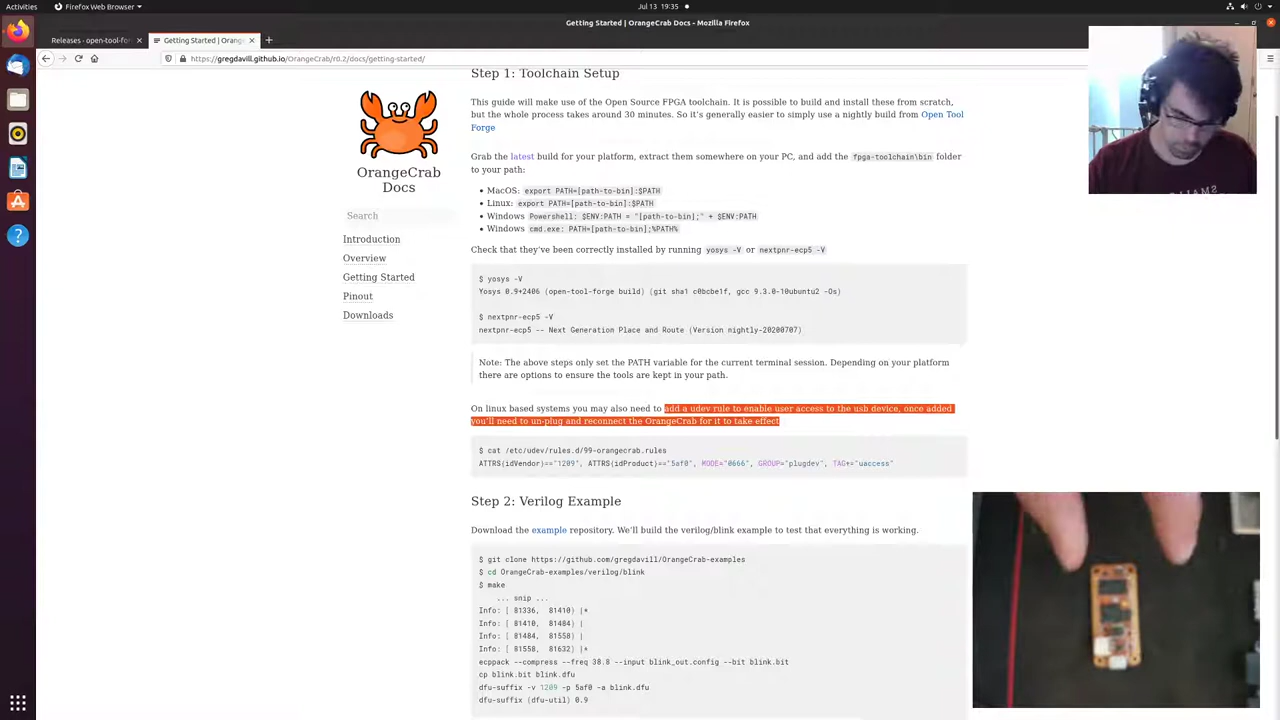 Activities
Firefox Web Browser
Jul 13 19:35
Getting Started | OrangeCrab Docs - Mozilla Firefox
Releases · open-tool-for
Getting Started | Orang
https://gregdavill.github.io/OrangeCrab/r0.2/docs/getting-started/
OrangeCrab
Docs
Search
Introduction
Overview
Getting Started
Pinout
Downloads
Step 1: Toolchain Setup
This guide will make use of the Open Source FPGA toolchain. It is possible to build and install these from scratch,
but the whole process takes around 30 minutes. So it's generally easier to simply use a nightly build from Open Tool
Forge
Grab the latest build for your platform, extract them somewhere on your PC, and add the fpga-toolchain\bin folder
to your path:
• MacOS: export PATH=[path-to-bin]:$PATH
• Linux: export PATH=[path-to-bin]:$PATH
• Windows Powershell: $ENV:PATH = "[path-to-bin];" + $ENV:PATH
• Windows cmd.exe: PATH=[path-to-bin];%PATH%
Check that they've been correctly installed by running yosys -V or nextpnr-ecp5 -V
$ yosys -V
Yosys 0.9+2406 (open-tool-forge build) (git sha1 c0bcbe1f, gcc 9.3.0-10ubuntu2 -Os)
$ nextpnr-ecp5 -V
nextpnr-ecp5 -- Next Generation Place and Route (Version nightly-20200707)
Note: The above steps only set the PATH variable for the current terminal session. Depending on your platform
there are options to ensure the tools are kept in your path.
On linux based systems you may also need to add a udev rule to enable user access to the usb device, once added
you'll need to un-plug and reconnect the OrangeCrab for it to take effect
$ cat /etc/udev/rules.d/99-orangecrab.rules
ATTRS{idVendor}=="1209", ATTRS{idProduct}=="5af0", MODE="0666", GROUP="plugdev", TAG+="uaccess"
Step 2: Verilog Example
Download the example repository. We'll build the verilog/blink example to test that everything is working.
$ git clone https://github.com/gregdavill/OrangeCrab-examples
$ cd OrangeCrab-examples/verilog/blink
$ make
... snip ...
Info: [ 81336, 81410) |*
Info: [ 81410, 81484) |
Info: [ 81484, 81558) |
Info: [ 81558, 81632) |*
ecppack --compress --freq 38.8 --input blink_out.config --bit blink.bit
cp blink.bit blink.dfu
dfu-suffix -v 1209 -p 5af0 -a blink.dfu
dfu-suffix (dfu-util) 0.9